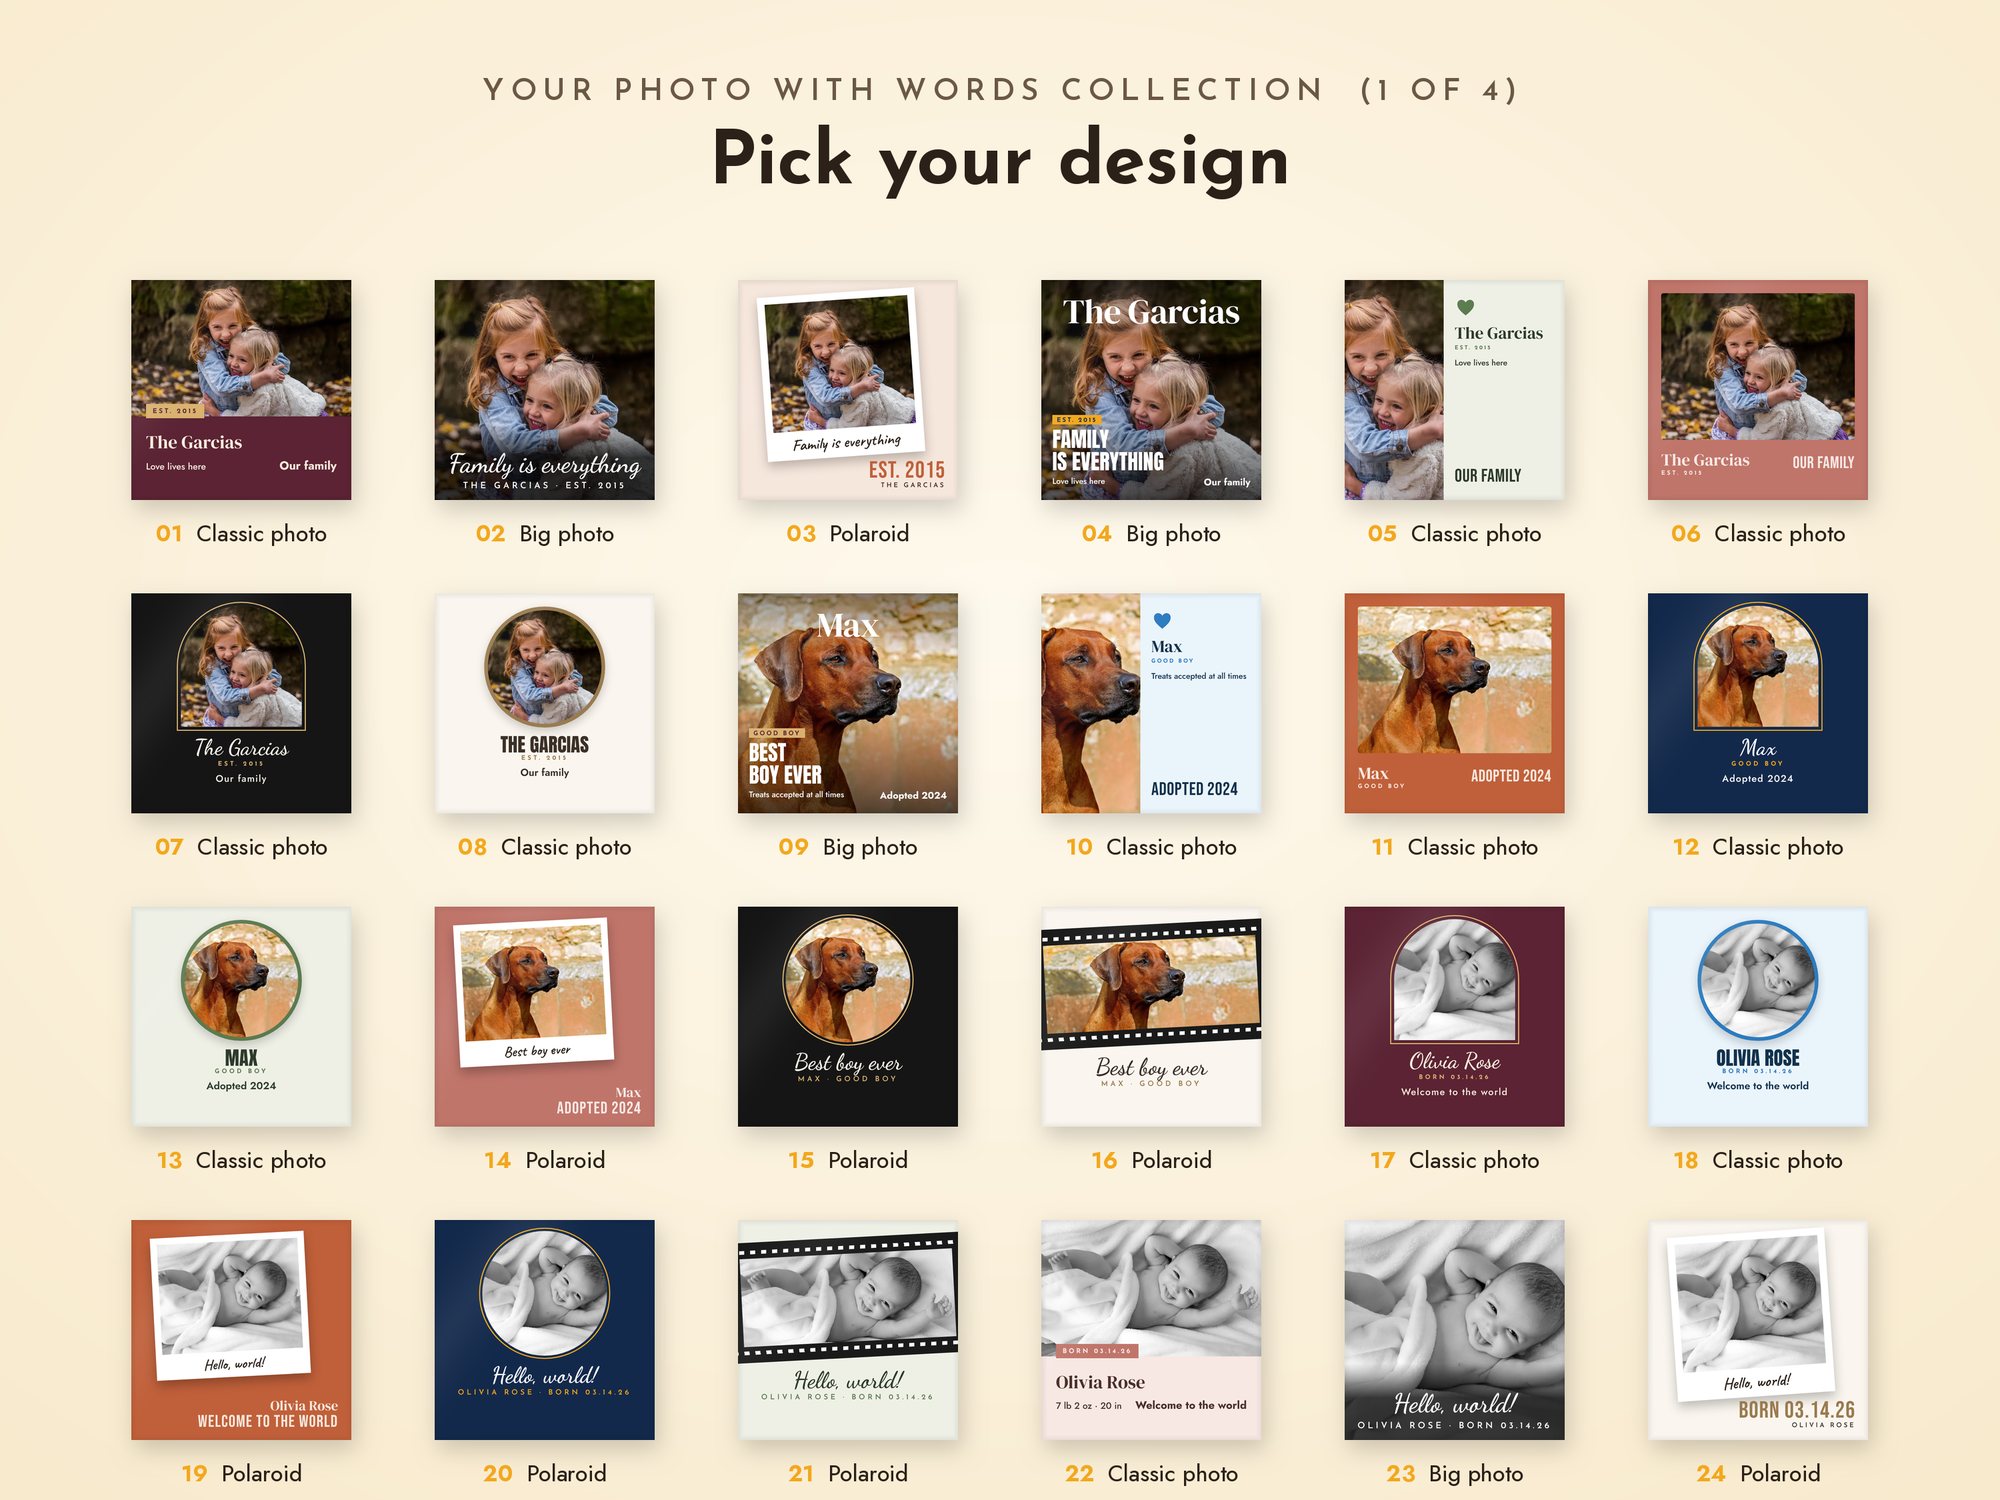 YOUR PHOTO WITH WORDS COLLECTION (1 OF 4)
Pick your design
EST. 2015
The Garcias
Love lives here Our family
01 Classic photo
Family is everything
THE GARCIAS · EST. 2015
02 Big photo
Family is everything
EST. 2015
THE GARCIAS
03 Polaroid
The Garcias
EST. 2015
FAMILY
IS EVERYTHING
Love lives here Our family
04 Big photo
The Garcias
EST. 2015
Love lives here
OUR FAMILY
05 Classic photo
The Garcias OUR FAMILY
EST. 2015
06 Classic photo
The Garcias
EST. 2015
Our family
07 Classic photo
THE GARCIAS
EST. 2015
Our family
08 Classic photo
Max
GOOD BOY
BEST
BOY EVER
Treats accepted at all times Adopted 2024
09 Big photo
Max
GOOD BOY
Treats accepted at all times
ADOPTED 2024
10 Classic photo
Max ADOPTED 2024
GOOD BOY
11 Classic photo
Max
GOOD BOY
Adopted 2024
12 Classic photo
MAX
GOOD BOY
Adopted 2024
13 Classic photo
Best boy ever
Max
ADOPTED 2024
14 Polaroid
Best boy ever
MAX · GOOD BOY
15 Polaroid
Best boy ever
MAX · GOOD BOY
16 Polaroid
Olivia Rose
BORN 03.14.26
Welcome to the world
17 Classic photo
OLIVIA ROSE
BORN 03.14.26
Welcome to the world
18 Classic photo
Hello, world!
Olivia Rose
WELCOME TO THE WORLD
19 Polaroid
Hello, world!
OLIVIA ROSE · BORN 03.14.26
20 Polaroid
Hello, world!
OLIVIA ROSE · BORN 03.14.26
21 Polaroid
BORN 03.14.26
Olivia Rose
7 lb 2 oz · 20 in Welcome to the world
22 Classic photo
Hello, world!
OLIVIA ROSE · BORN 03.14.26
23 Big photo
Hello, world!
BORN 03.14.26
OLIVIA ROSE
24 Polaroid